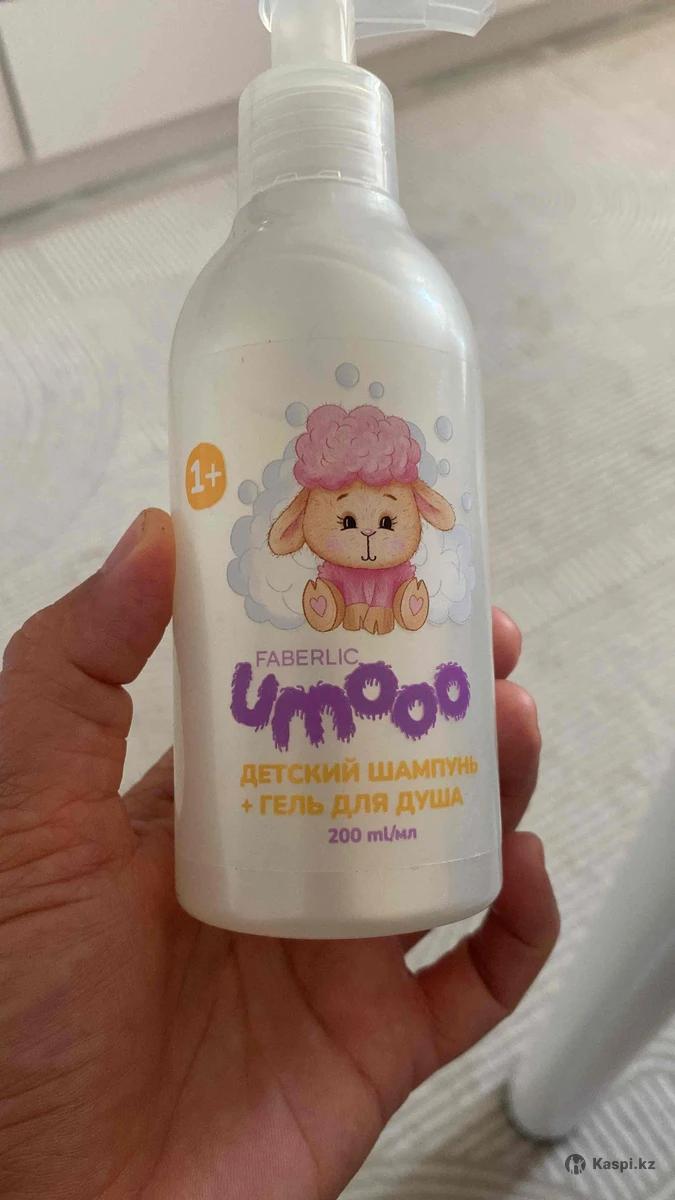 1+
FABERLIC
umooo
ДЕТСКИЙ ШАМПУНЬ
+ ГЕЛЬ ДЛЯ ДУША
200 ml/мл
Kaspi.kz